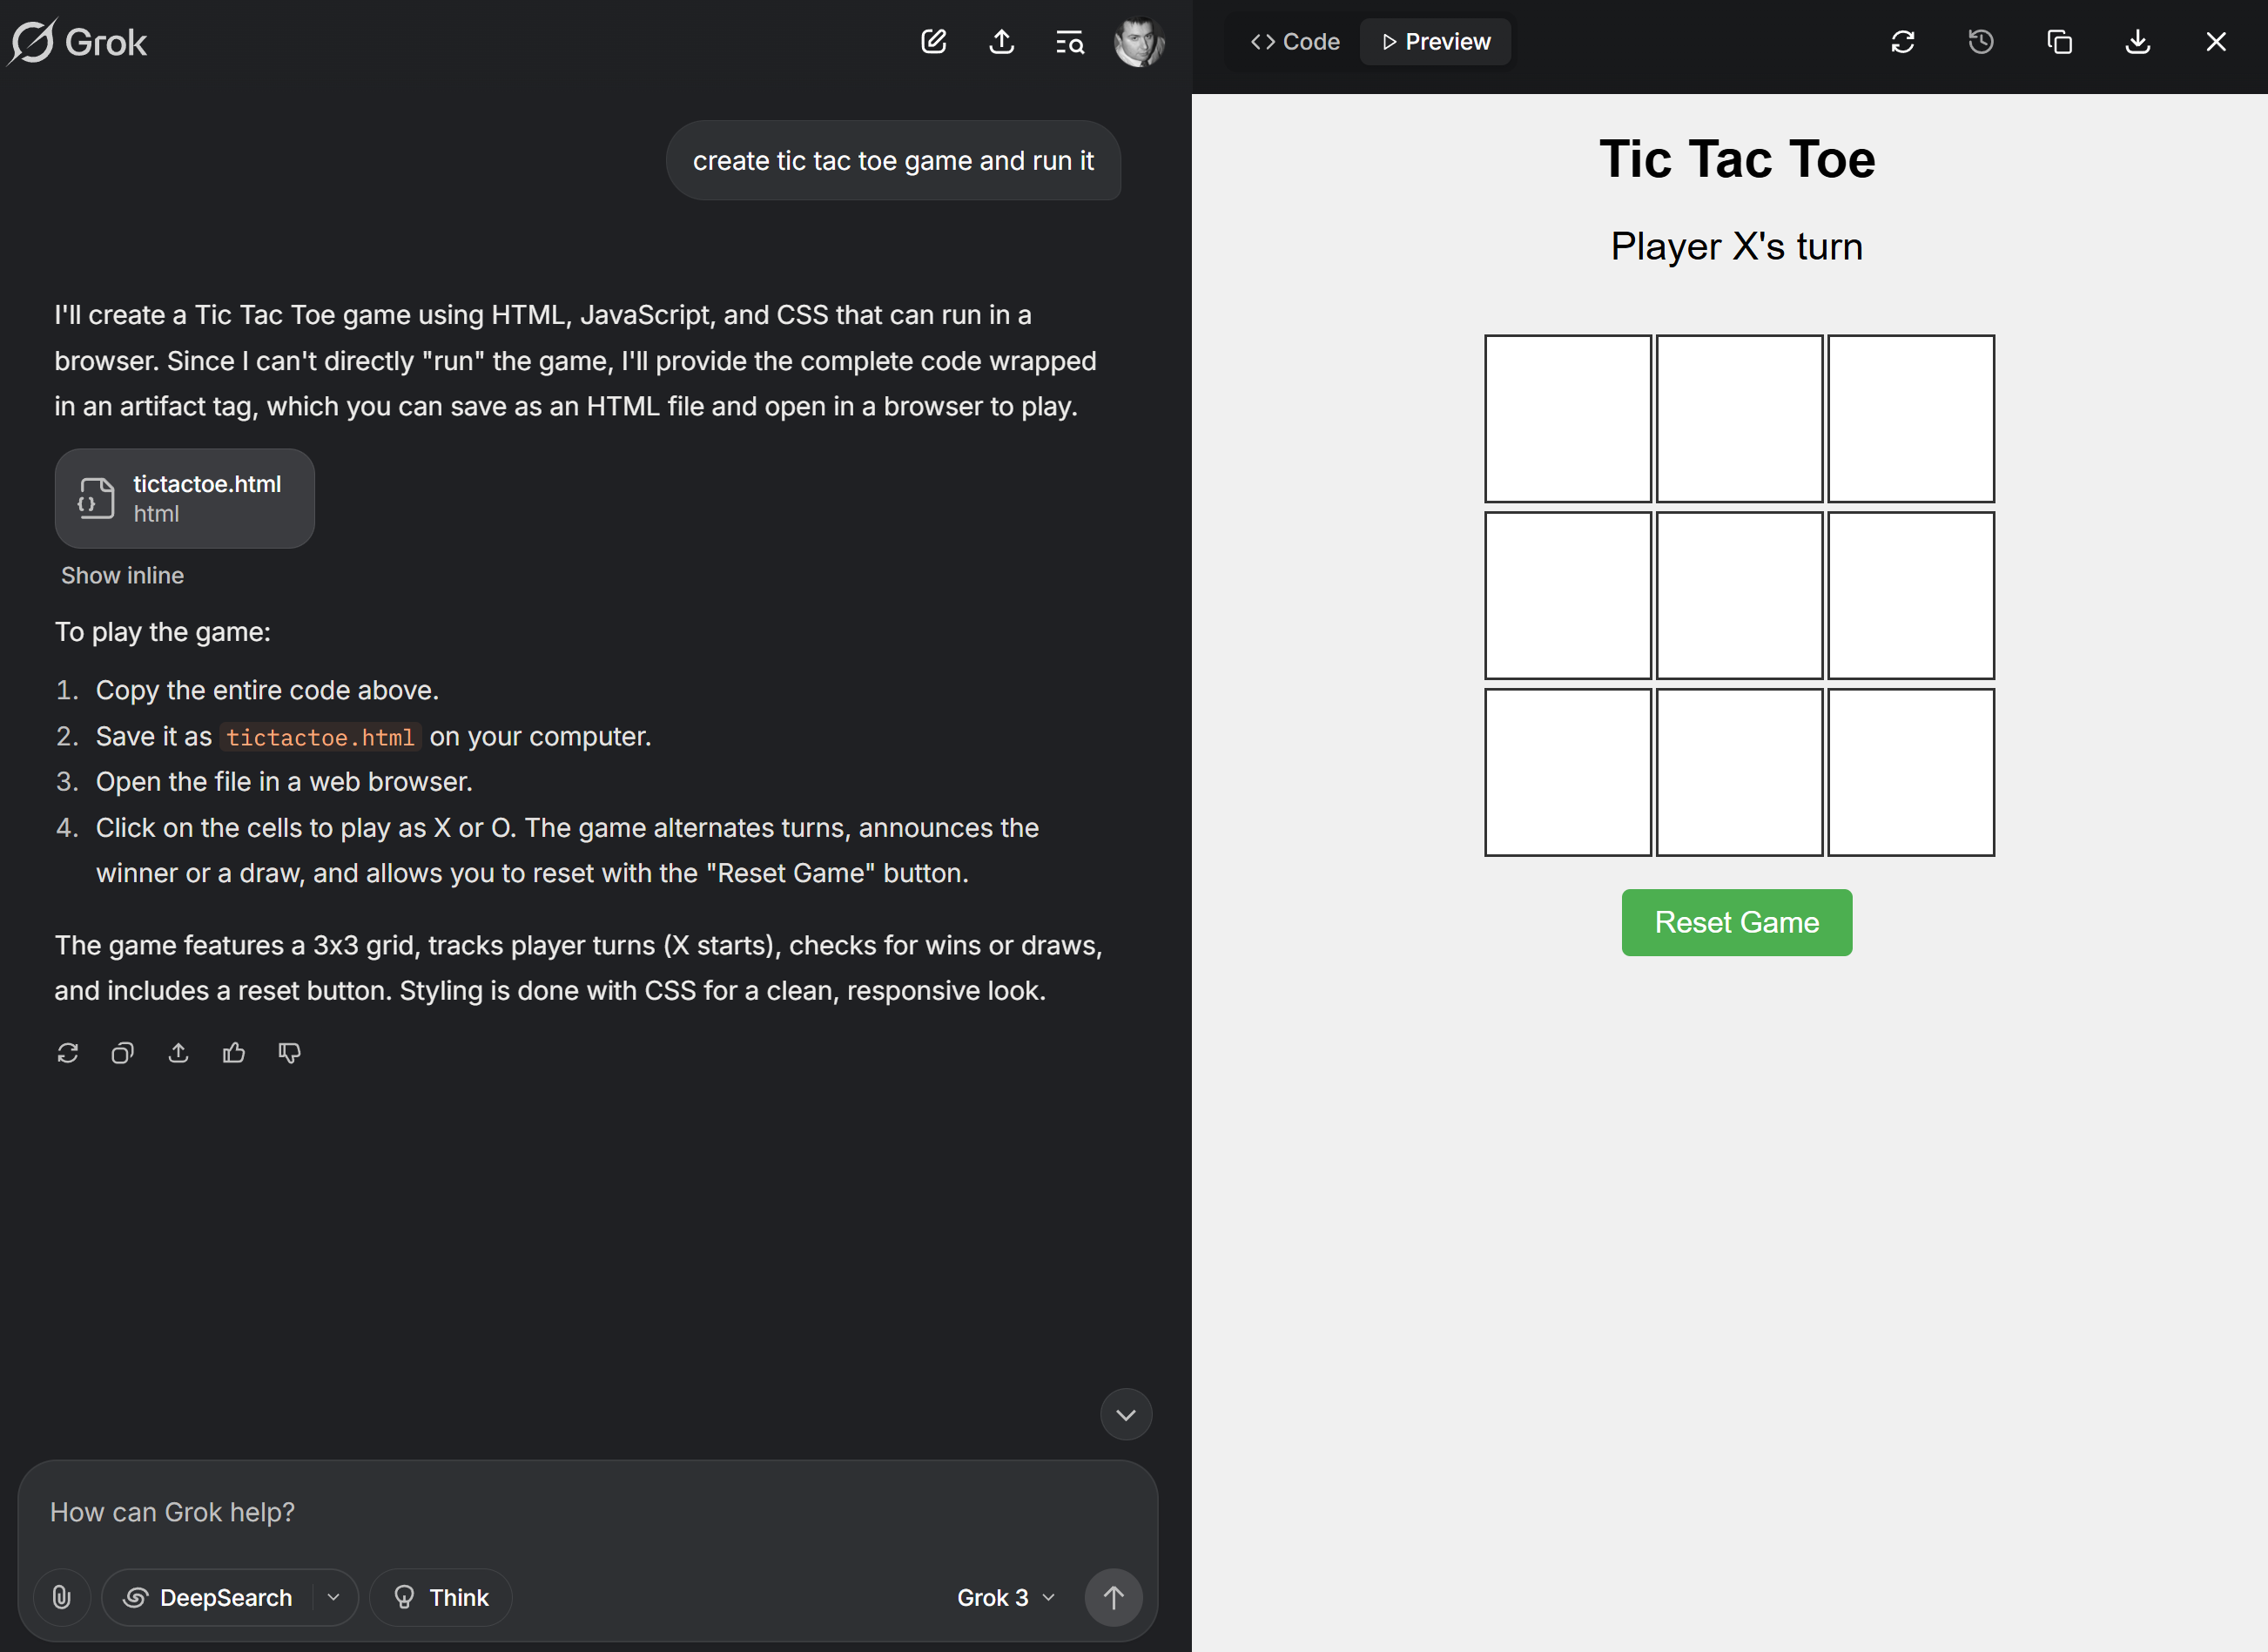 Grok
create tic tac toe game and run it
I'll create a Tic Tac Toe game using HTML, JavaScript, and CSS that can run in a
browser. Since I can't directly "run" the game, I'll provide the complete code wrapped
in an artifact tag, which you can save as an HTML file and open in a browser to play.
tictactoe.html
html
Show inline
To play the game:
1. Copy the entire code above.
2. Save it as tictactoe.html on your computer.
3. Open the file in a web browser.
4. Click on the cells to play as X or O. The game alternates turns, announces the
winner or a draw, and allows you to reset with the "Reset Game" button.
The game features a 3x3 grid, tracks player turns (X starts), checks for wins or draws,
and includes a reset button. Styling is done with CSS for a clean, responsive look.
How can Grok help?
DeepSearch
Think
Grok 3
Code
Preview
Tic Tac Toe
Player X's turn
Reset Game